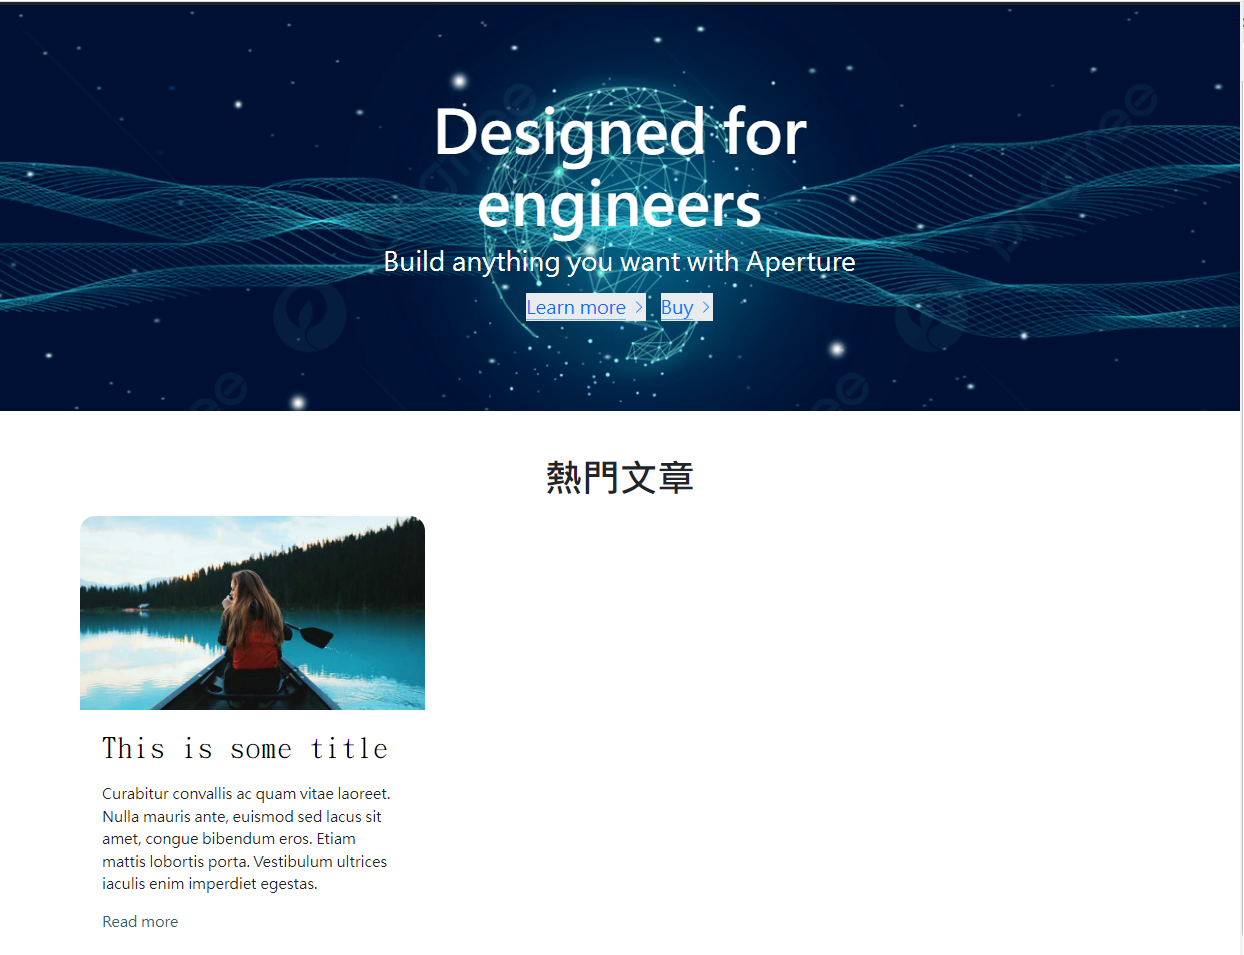 Designed for
engineers
Build anything you want with Aperture
Learn more Buy
熱門文章
This is some title
Curabitur convallis ac quam vitae laoreet.
Nulla mauris ante, euismod sed lacus sit
amet, congue bibendum eros. Etiam
mattis lobortis porta. Vestibulum ultrices
iaculis enim imperdiet egestas.
Read more